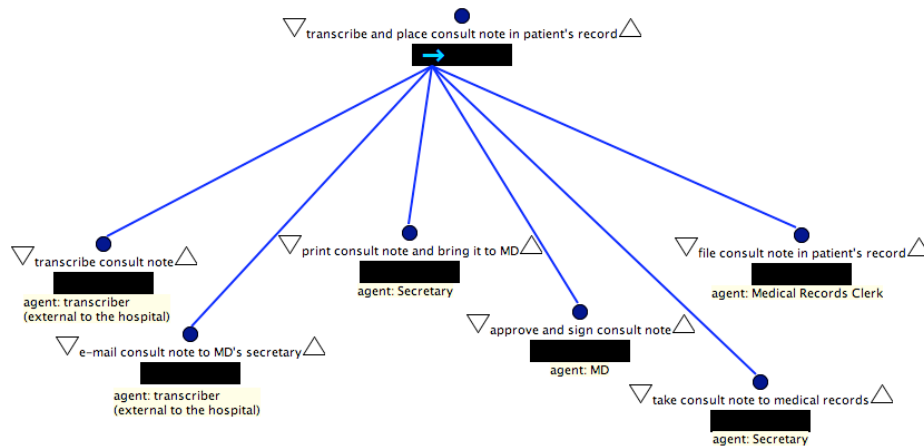 transcribe and place consult note in patient's record
transcribe consult note
agent: transcriber
(external to the hospital)
e-mail consult note to MD's secretary
agent: transcriber
(external to the hospital)
print consult note and bring it to MD
agent: Secretary
approve and sign consult note
agent: MD
take consult note to medical records
agent: Secretary
file consult note in patient's record
agent: Medical Records Clerk